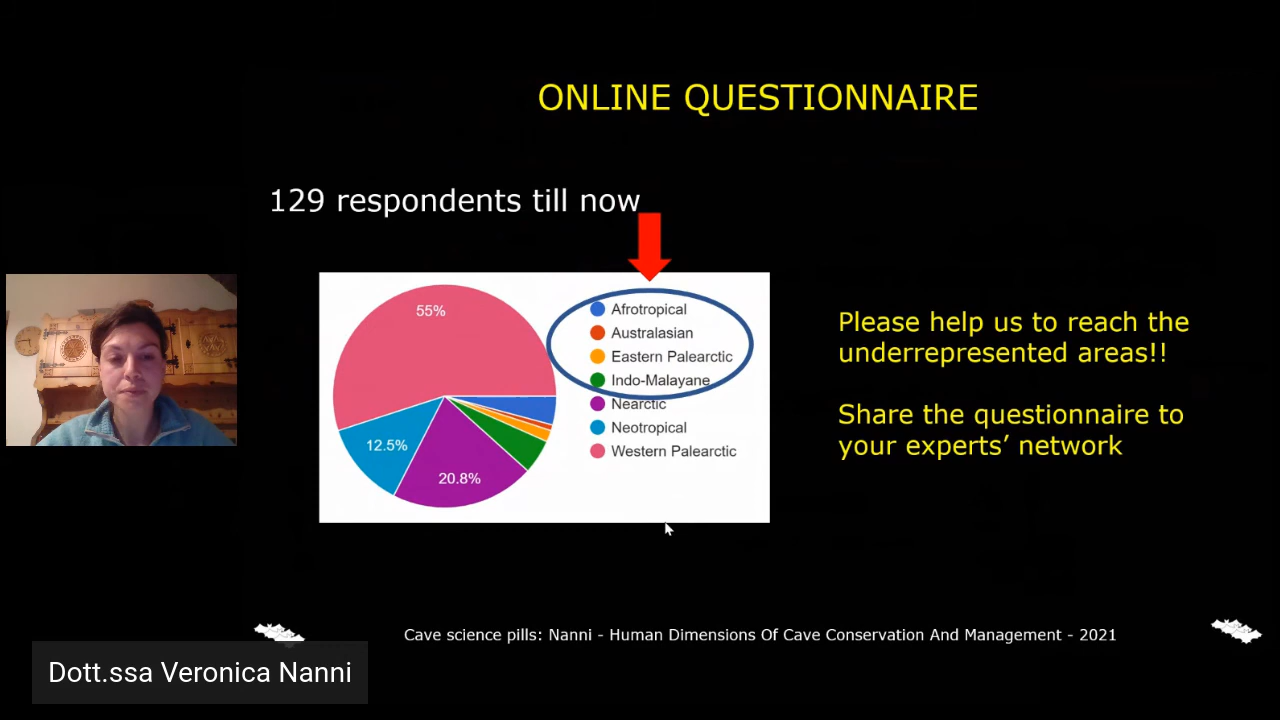 ONLINE QUESTIONNAIRE
129 respondents till now
55%
12.5%
20.8%
Afrotropical
Australasian
Eastern Palearctic
Indo-Malayane
Nearctic
Neotropical
Western Palearctic
Please help us to reach the
underrepresented areas!!
Share the questionnaire to
your experts’ network
Cave science pills: Nanni - Human Dimensions Of Cave Conservation And Management - 2021
Dott.ssa Veronica Nanni